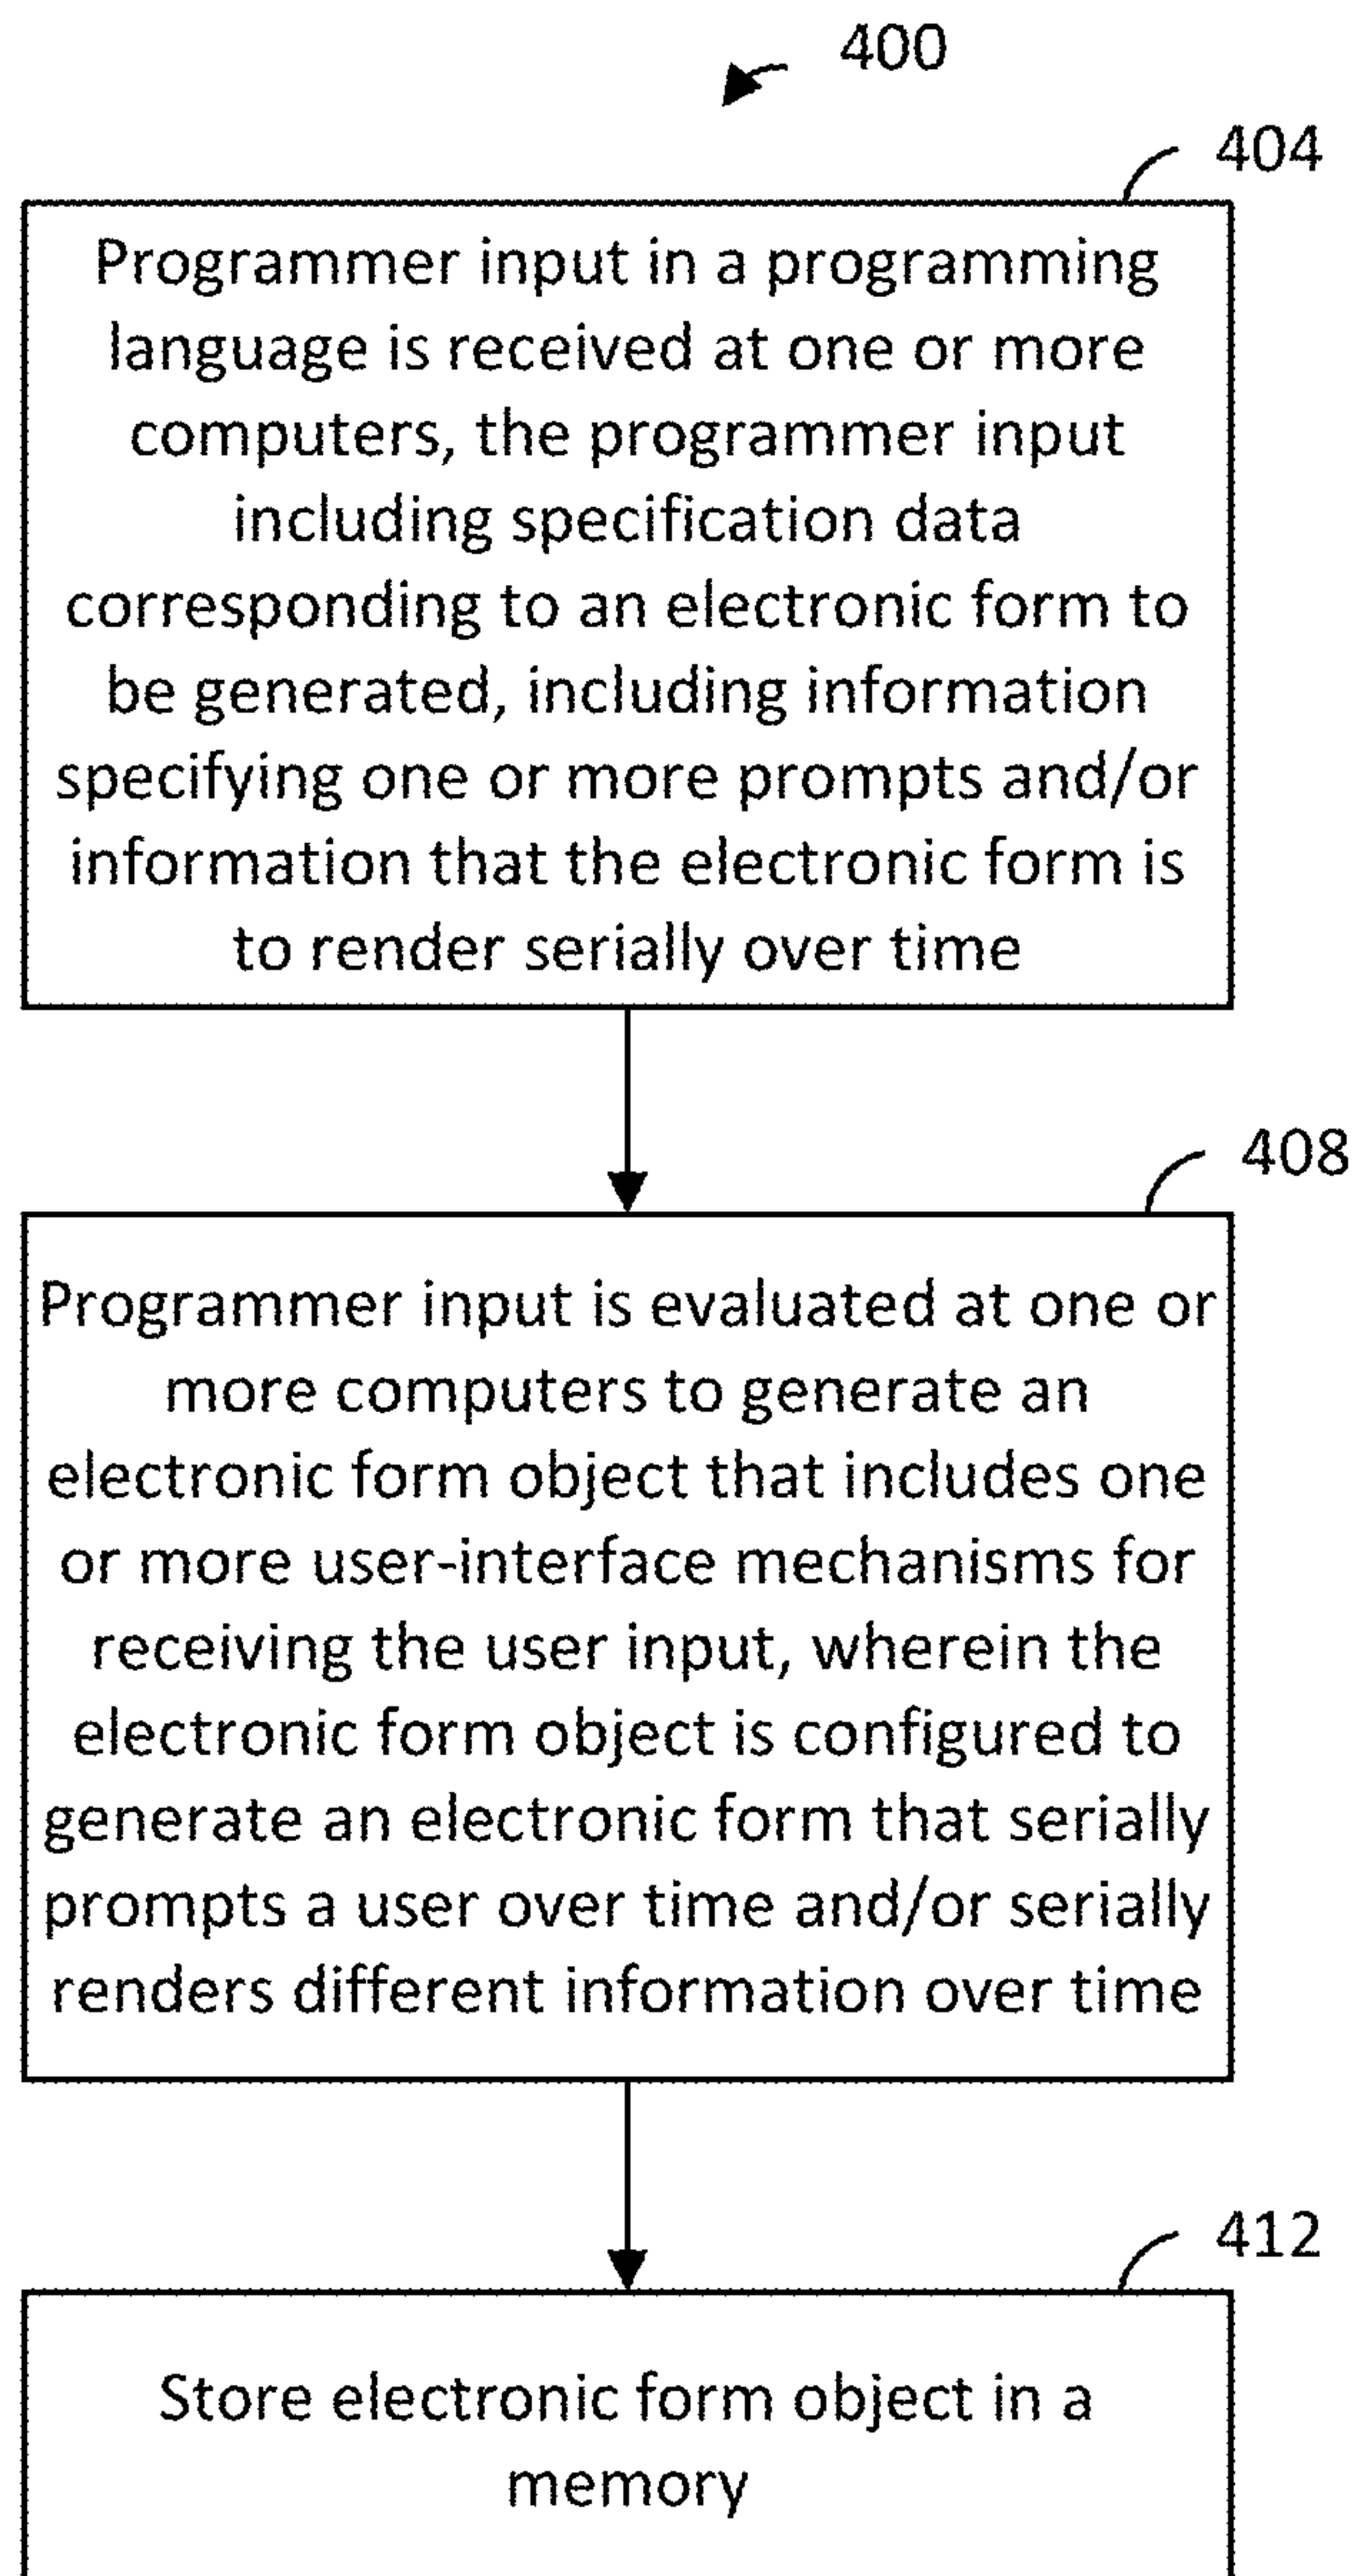 400
404
Programmer input in a programming
language is received at one or more
computers, the programmer input
including specification data
corresponding to an electronic form to
be generated, including information
specifying one or more prompts and/or
information that the electronic form is
to render serially over time
408
Programmer input is evaluated at one or
more computers to generate an
electronic form object that includes one
or more user-interface mechanisms for
receiving the user input, wherein the
electronic form object is configured to
generate an electronic form that serially
prompts a user over time and/or serially
renders different information over time
412
Store electronic form object in a
memory